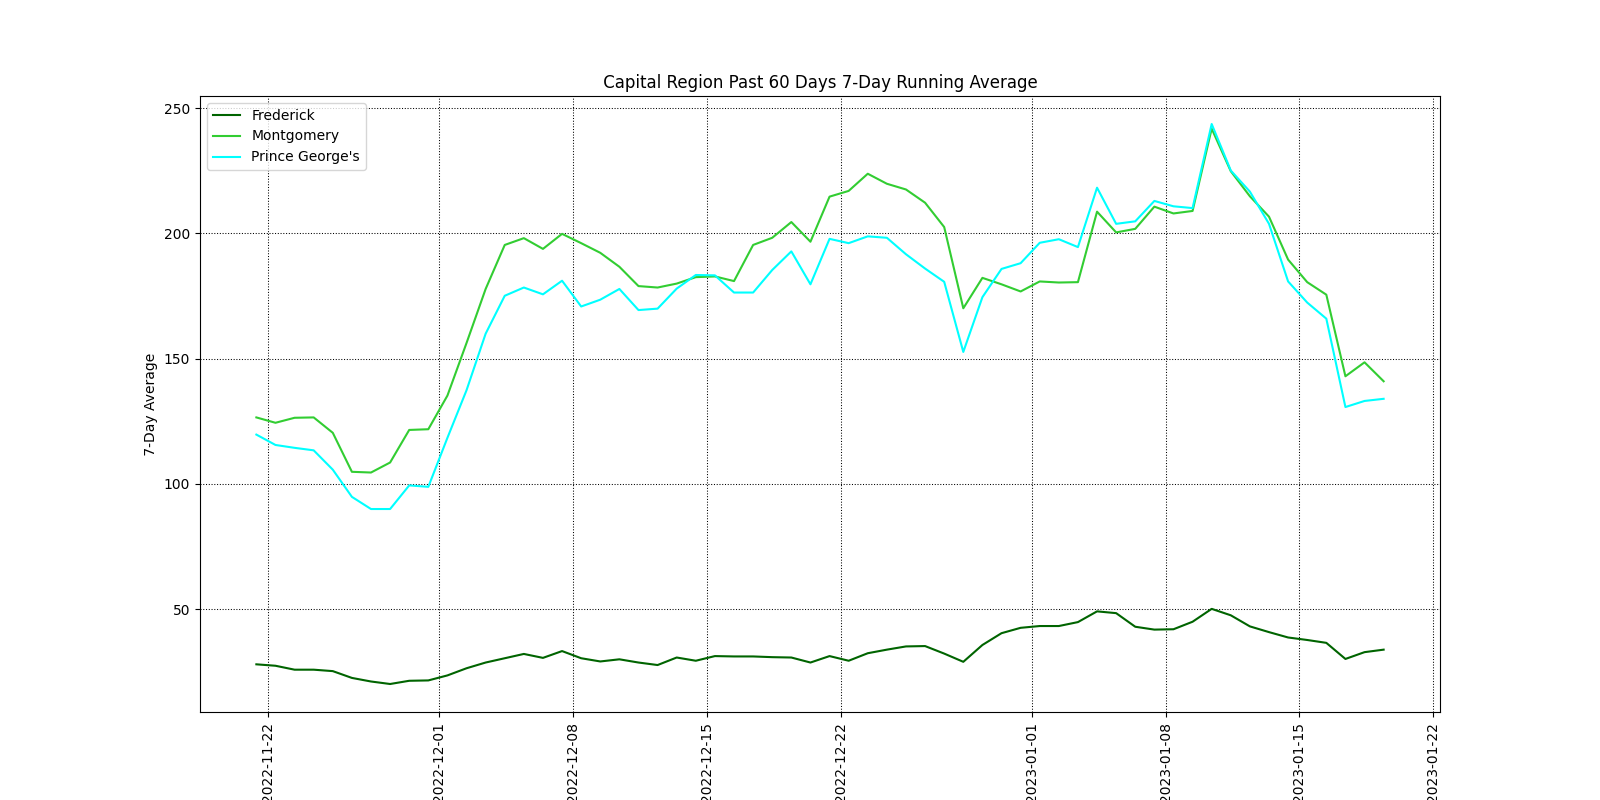 Capital Region Past 60 Days 7-Day Running Average
Frederick
Montgomery
Prince George's
250
200
150
100
50
7-Day Average
2022-11-22
2022-12-01
2022-12-08
2022-12-15
2022-12-22
2023-01-01
2023-01-08
2023-01-15
2023-01-22